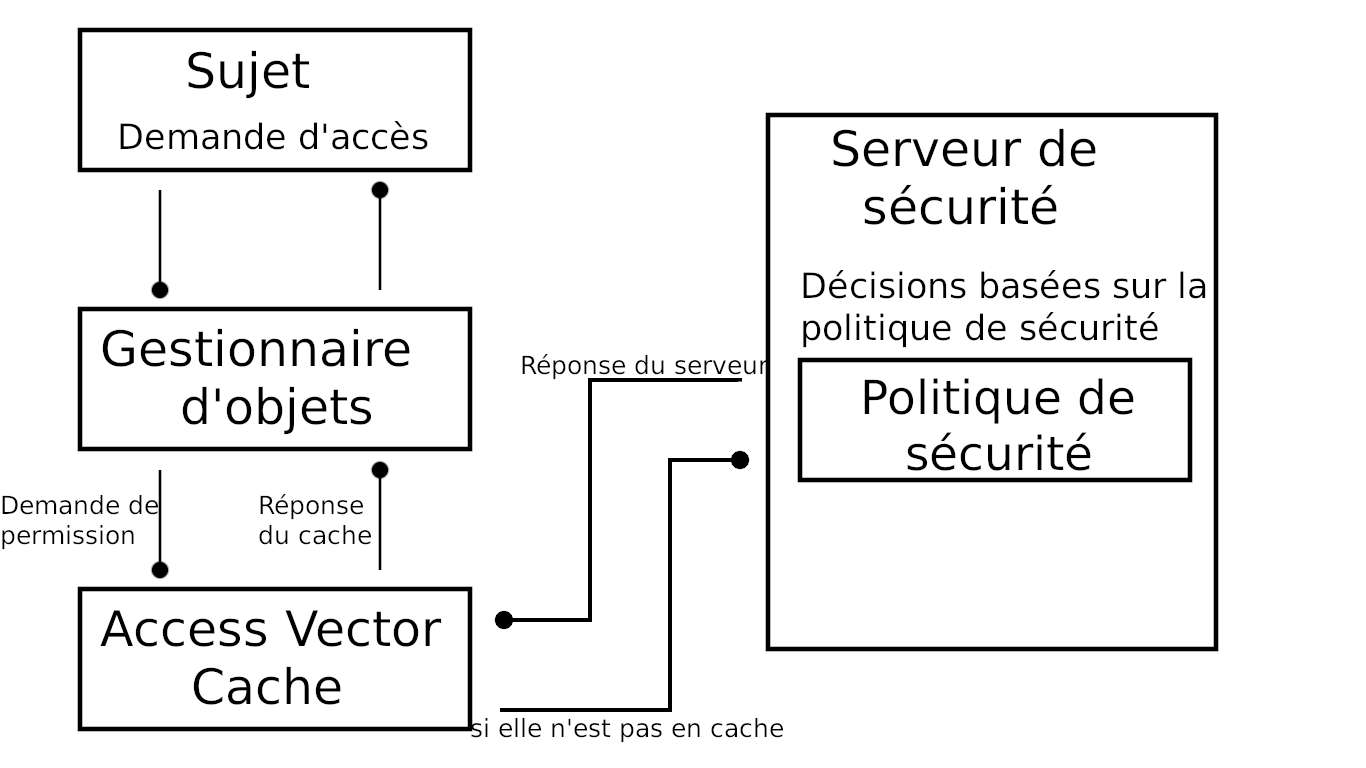 Sujet
Demande d'accès
Gestionnaire
d'objets
Demande de
permission
Réponse
du cache
Access Vector
Cache
Réponse du serveur
si elle n'est pas en cache
Serveur de
sécurité
Décisions basées sur la
politique de sécurité
Politique de
sécurité